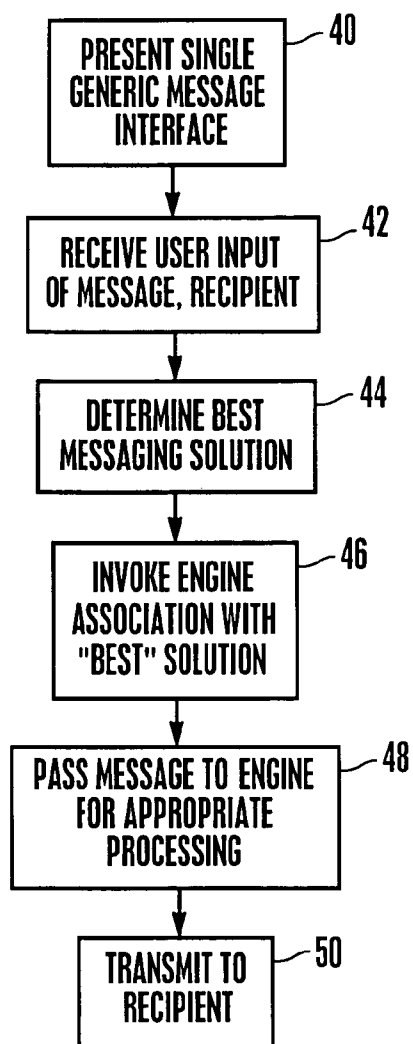 40
PRESENT SINGLE
GENERIC MESSAGE
INTERFACE
42
RECEIVE USER INPUT
OF MESSAGE, RECIPIENT
44
DETERMINE BEST
MESSAGING SOLUTION
46
INVOKE ENGINE
ASSOCIATION WITH
"BEST" SOLUTION
48
PASS MESSAGE TO ENGINE
FOR APPROPRIATE
PROCESSING
50
TRANSMIT TO
RECIPIENT